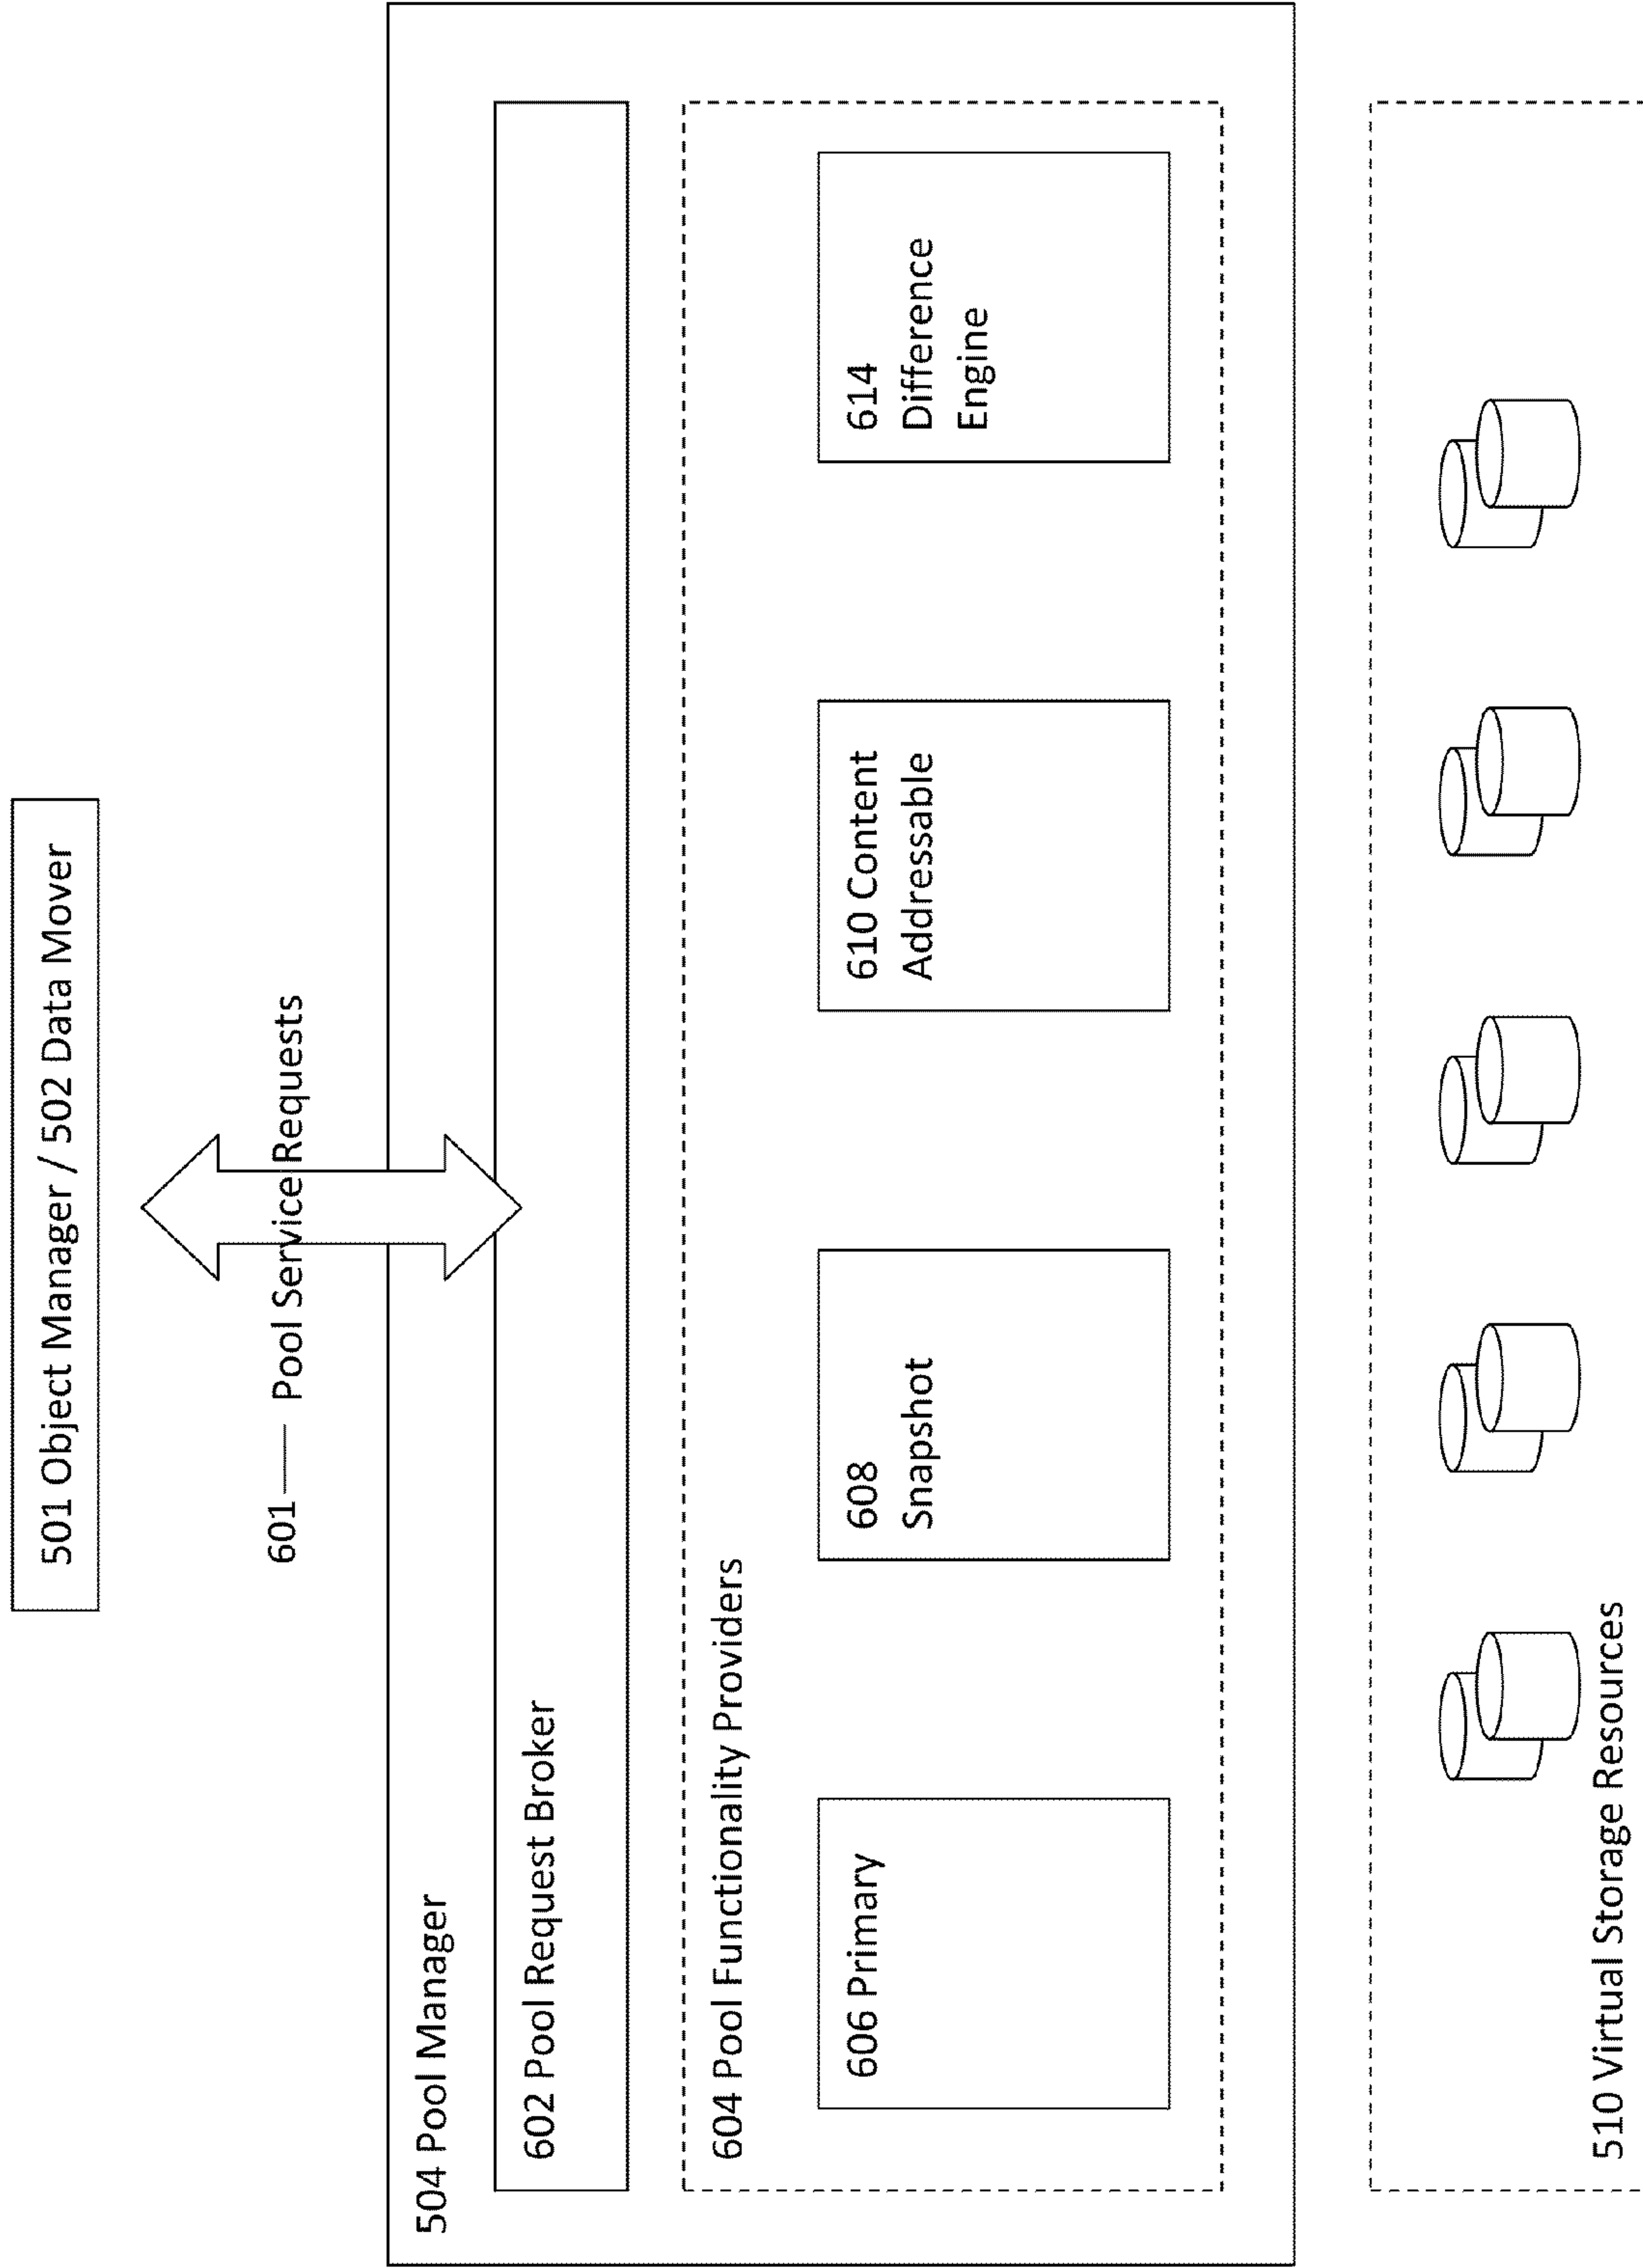 501 Object Manager / 502 Data Mover
601 — Pool Service Requests
504 Pool Manager
602 Pool Request Broker
604 Pool Functionality Providers
606 Primary
608
Snapshot
610 Content
Addressable
614
Difference
Engine
510 Virtual Storage Resources